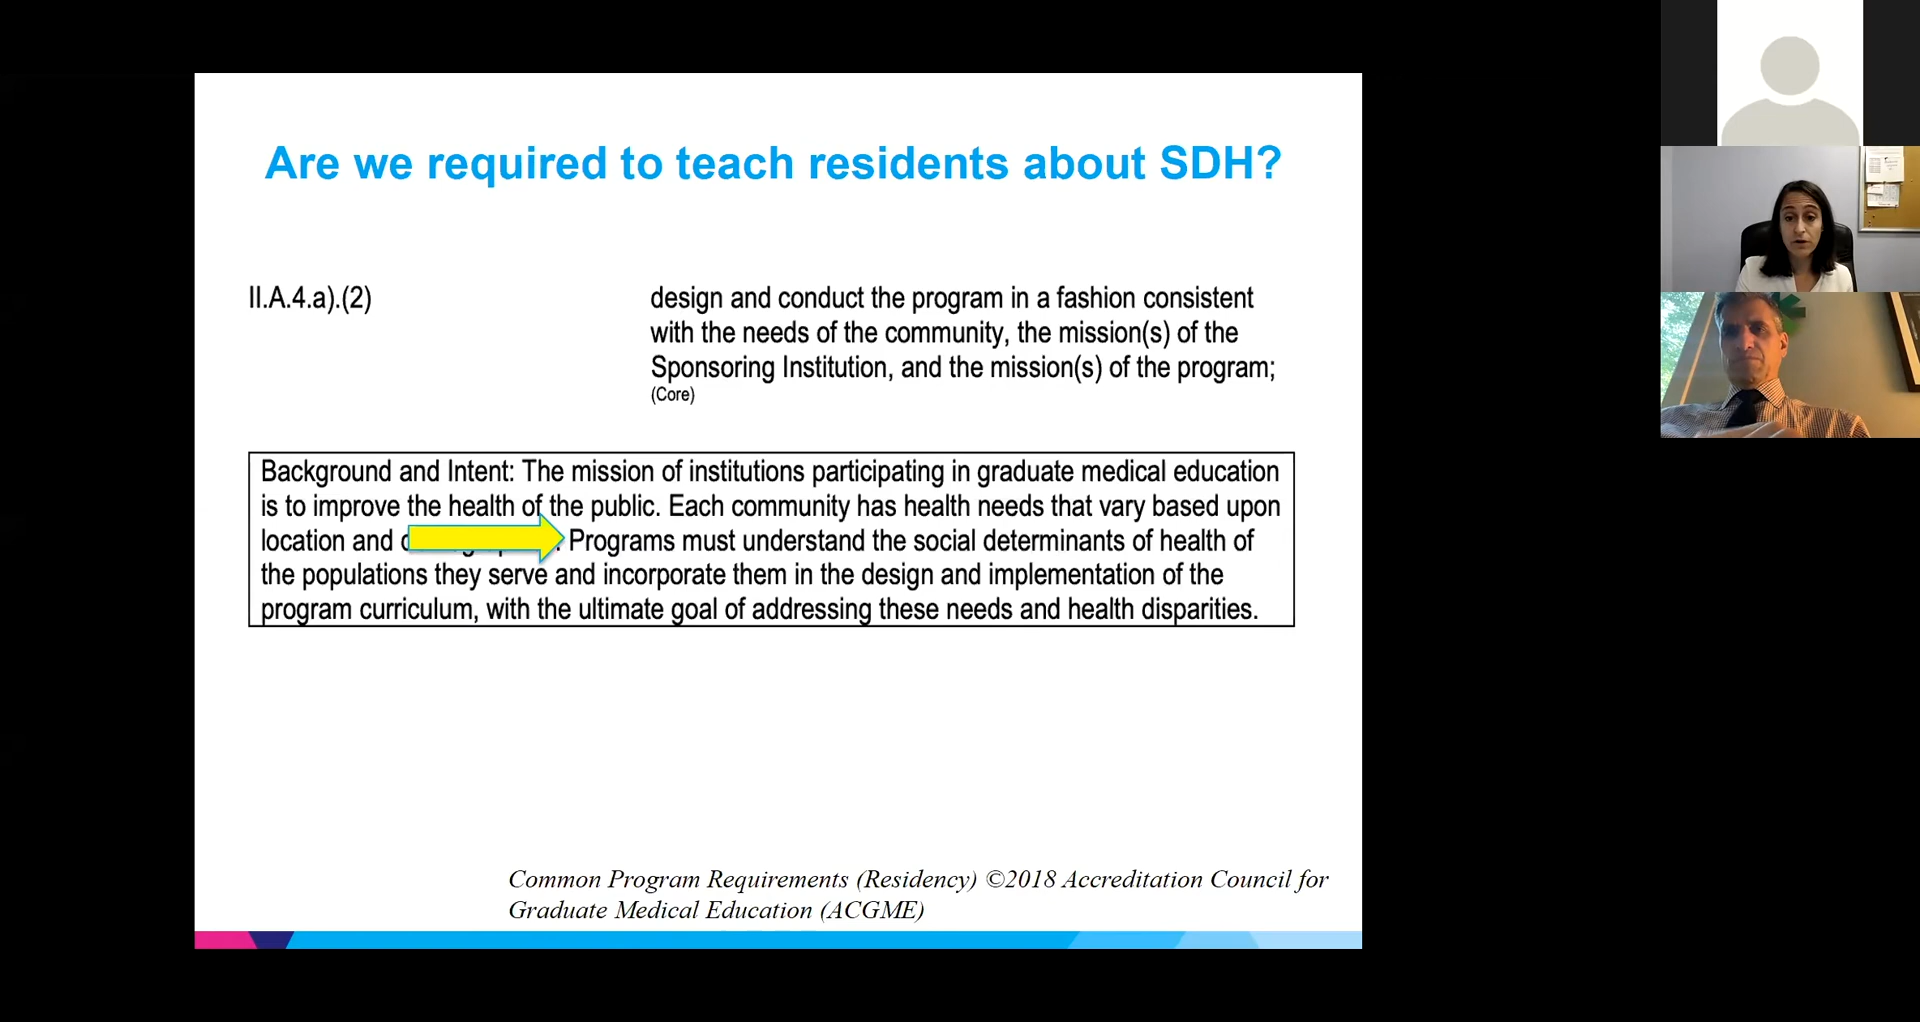 Are we required to teach residents about SDH?
II.A.4.a).(2)
design and conduct the program in a fashion consistent
with the needs of the community, the mission(s) of the
Sponsoring Institution, and the mission(s) of the program;
(Core)
Background and Intent: The mission of institutions participating in graduate medical education
is to improve the health of the public. Each community has health needs that vary based upon
location and Programs must understand the social determinants of health of
the populations they serve and incorporate them in the design and implementation of the
program curriculum, with the ultimate goal of addressing these needs and health disparities.
Common Program Requirements (Residency) ©2018 Accreditation Council for
Graduate Medical Education (ACGME)